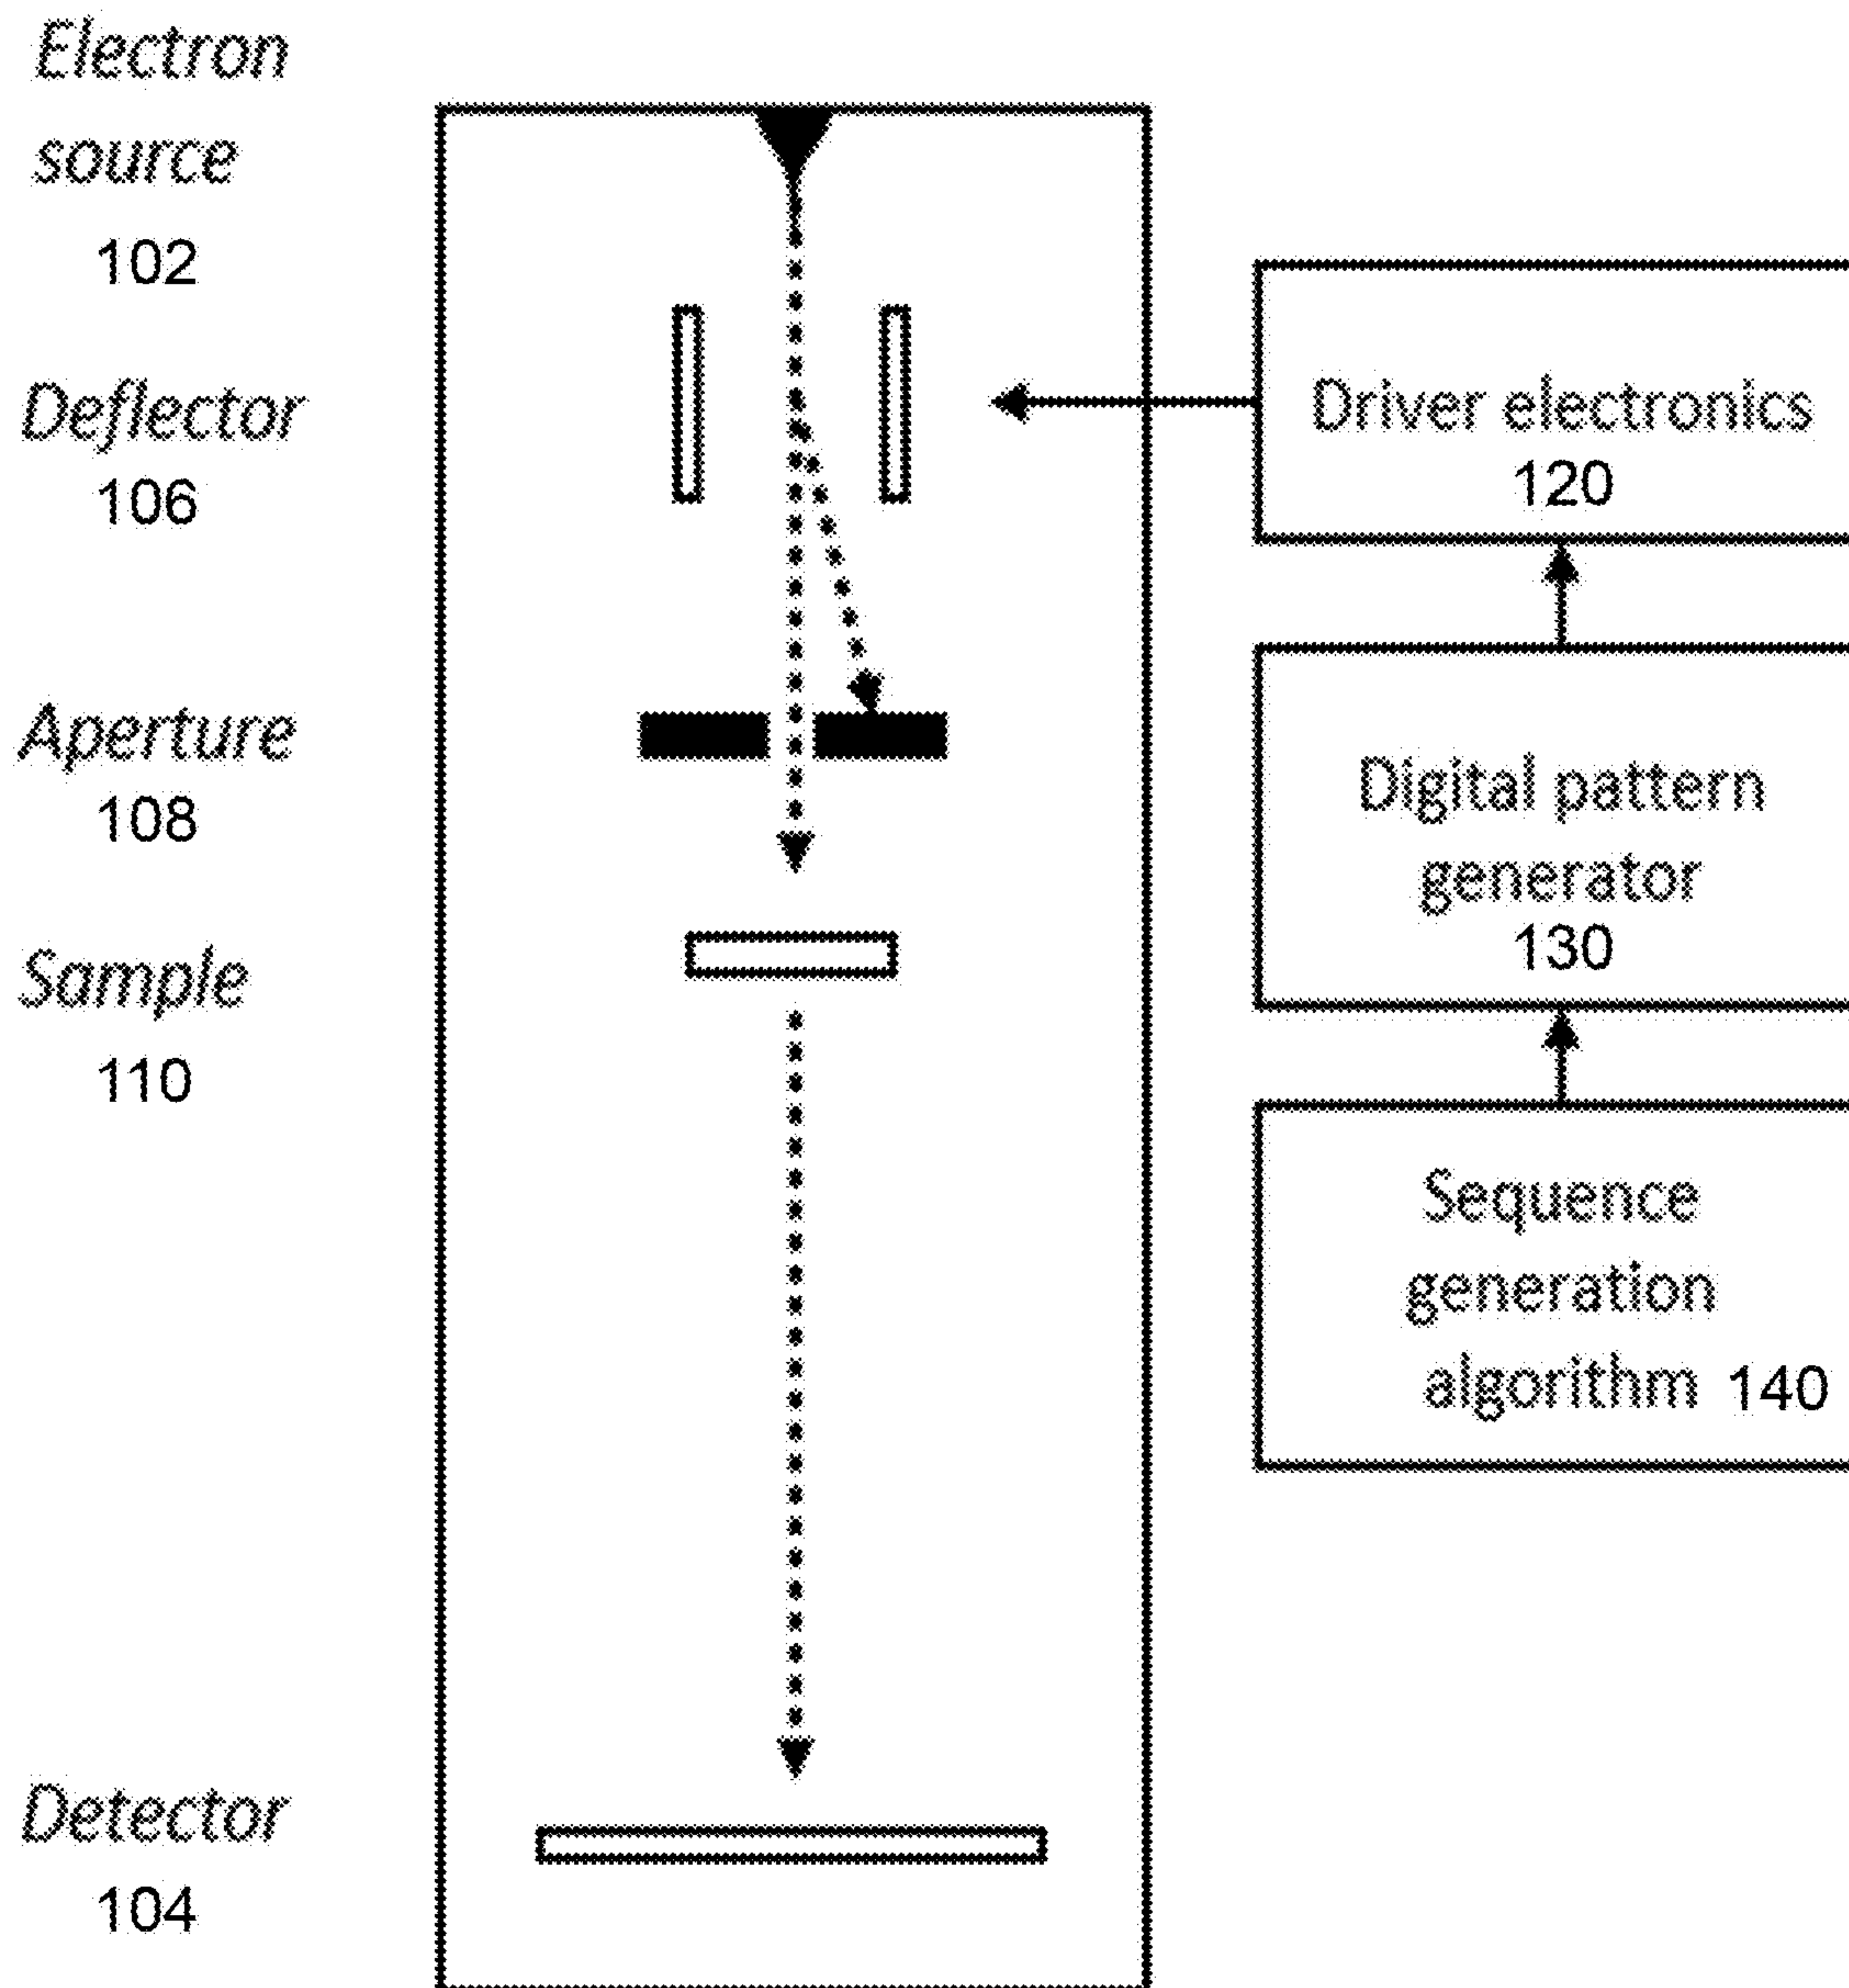 Electron
source
102
Deflector
106
Aperture
108
Sample
110
Detector
104
Driver electronics
120
Digital pattern
generator
130
Sequence
generation
algorithm 140